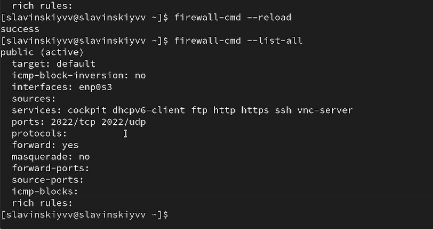 rich rules:
[slavinskiyvv@slavinskiyvv ~]$ firewall-cmd --reload
success
[slavinskiyvv@slavinskiyvv ~]$ firewall-cmd --list-all
public (active)
target: default
icmp-block-inversion: no
interfaces: enp0s3
sources:
services: cockpit dhcpv6-client ftp http https ssh vnc-server
ports: 2022/tcp 2022/udp
protocols:
forward: yes
masquerade: no
forward-ports:
source-ports:
icmp-blocks:
rich rules:
[slavinskiyvv@slavinskiyvv ~]$